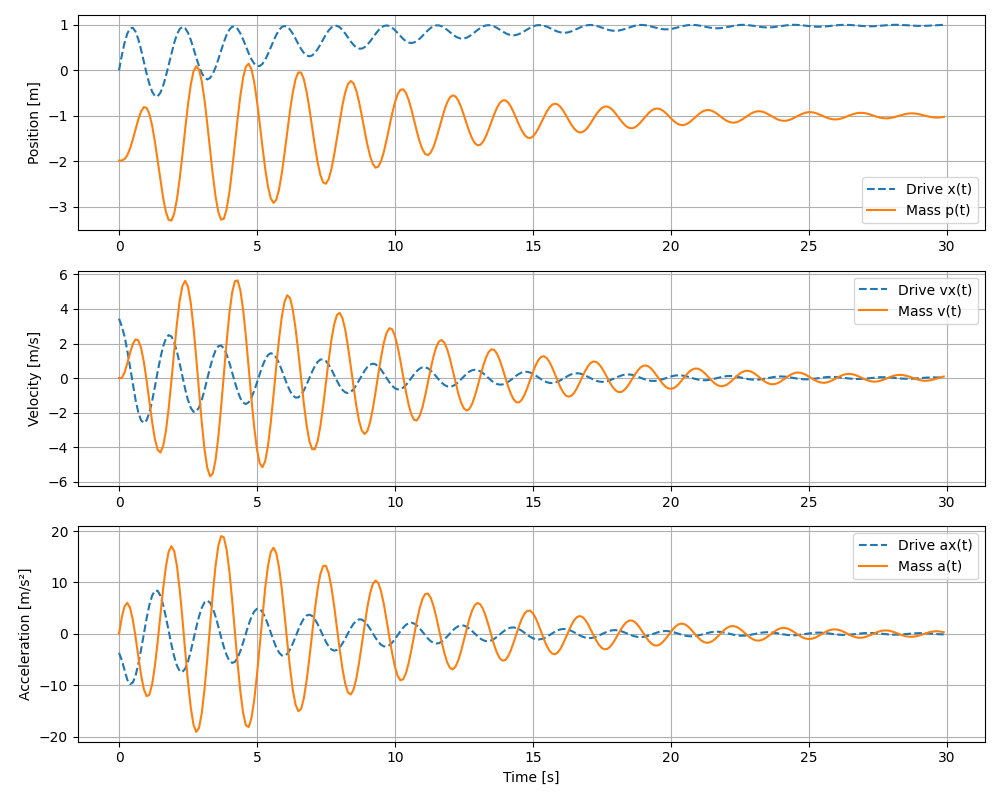 Position [m]
1
0
−1
−2
−3
0 5 10 15 20 25 30
Drive x(t)
Mass p(t)
Velocity [m/s]
6
4
2
0
−2
−4
−6
0 5 10 15 20 25 30
Drive vx(t)
Mass v(t)
Acceleration [m/s²]
20
10
0
−10
−20
0 5 10 15 20 25 30
Drive ax(t)
Mass a(t)
Time [s]